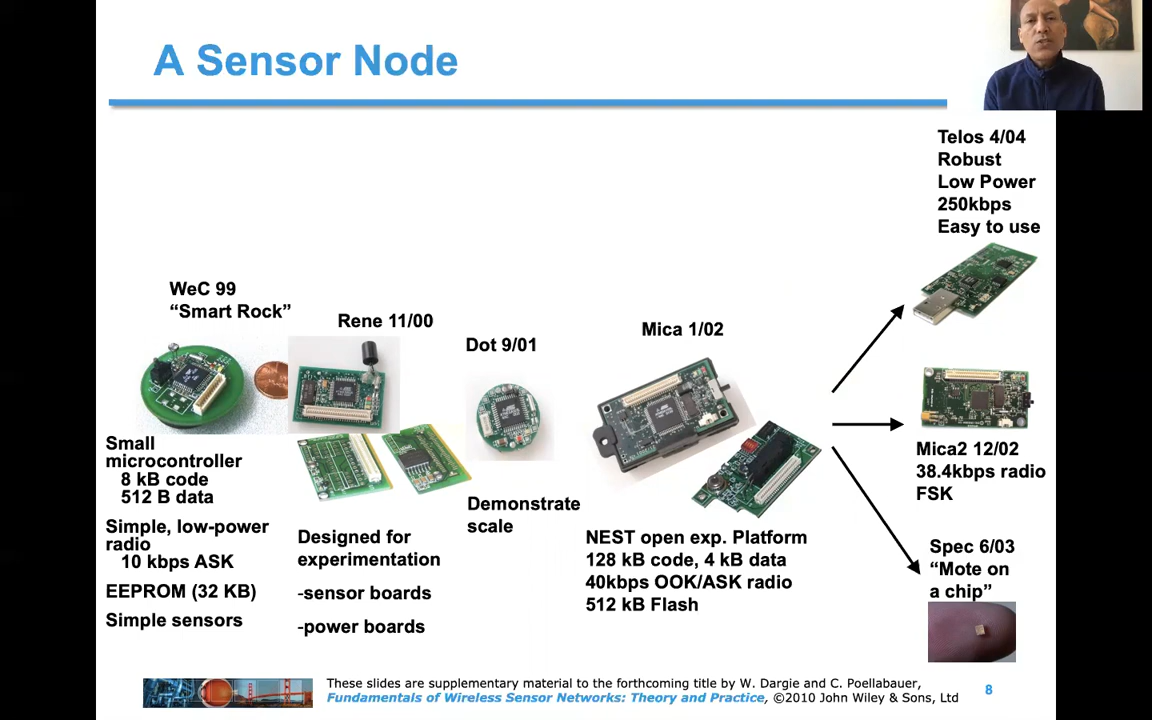 A Sensor Node
Telos 4/04
Robust
Low Power
250kbps
Easy to use
WeC 99
“Smart Rock”
Rene 11/00
Dot 9/01
Mica 1/02
Small
microcontroller
8 kB code
512 B data
Simple, low-power
radio
10 kbps ASK
EEPROM (32 KB)
Simple sensors
Designed for
experimentation
-sensor boards
-power boards
Demonstrate
scale
NEST open exp. Platform
128 kB code, 4 kB data
40kbps OOK/ASK radio
512 kB Flash
Mica2 12/02
38.4kbps radio
FSK
Spec 6/03
“Mote on
a chip”
These slides are supplementary material to the forthcoming title by W. Dargie and C. Poellabauer,
Fundamentals of Wireless Sensor Networks: Theory and Practice, ©2010 John Wiley & Sons, Ltd
8